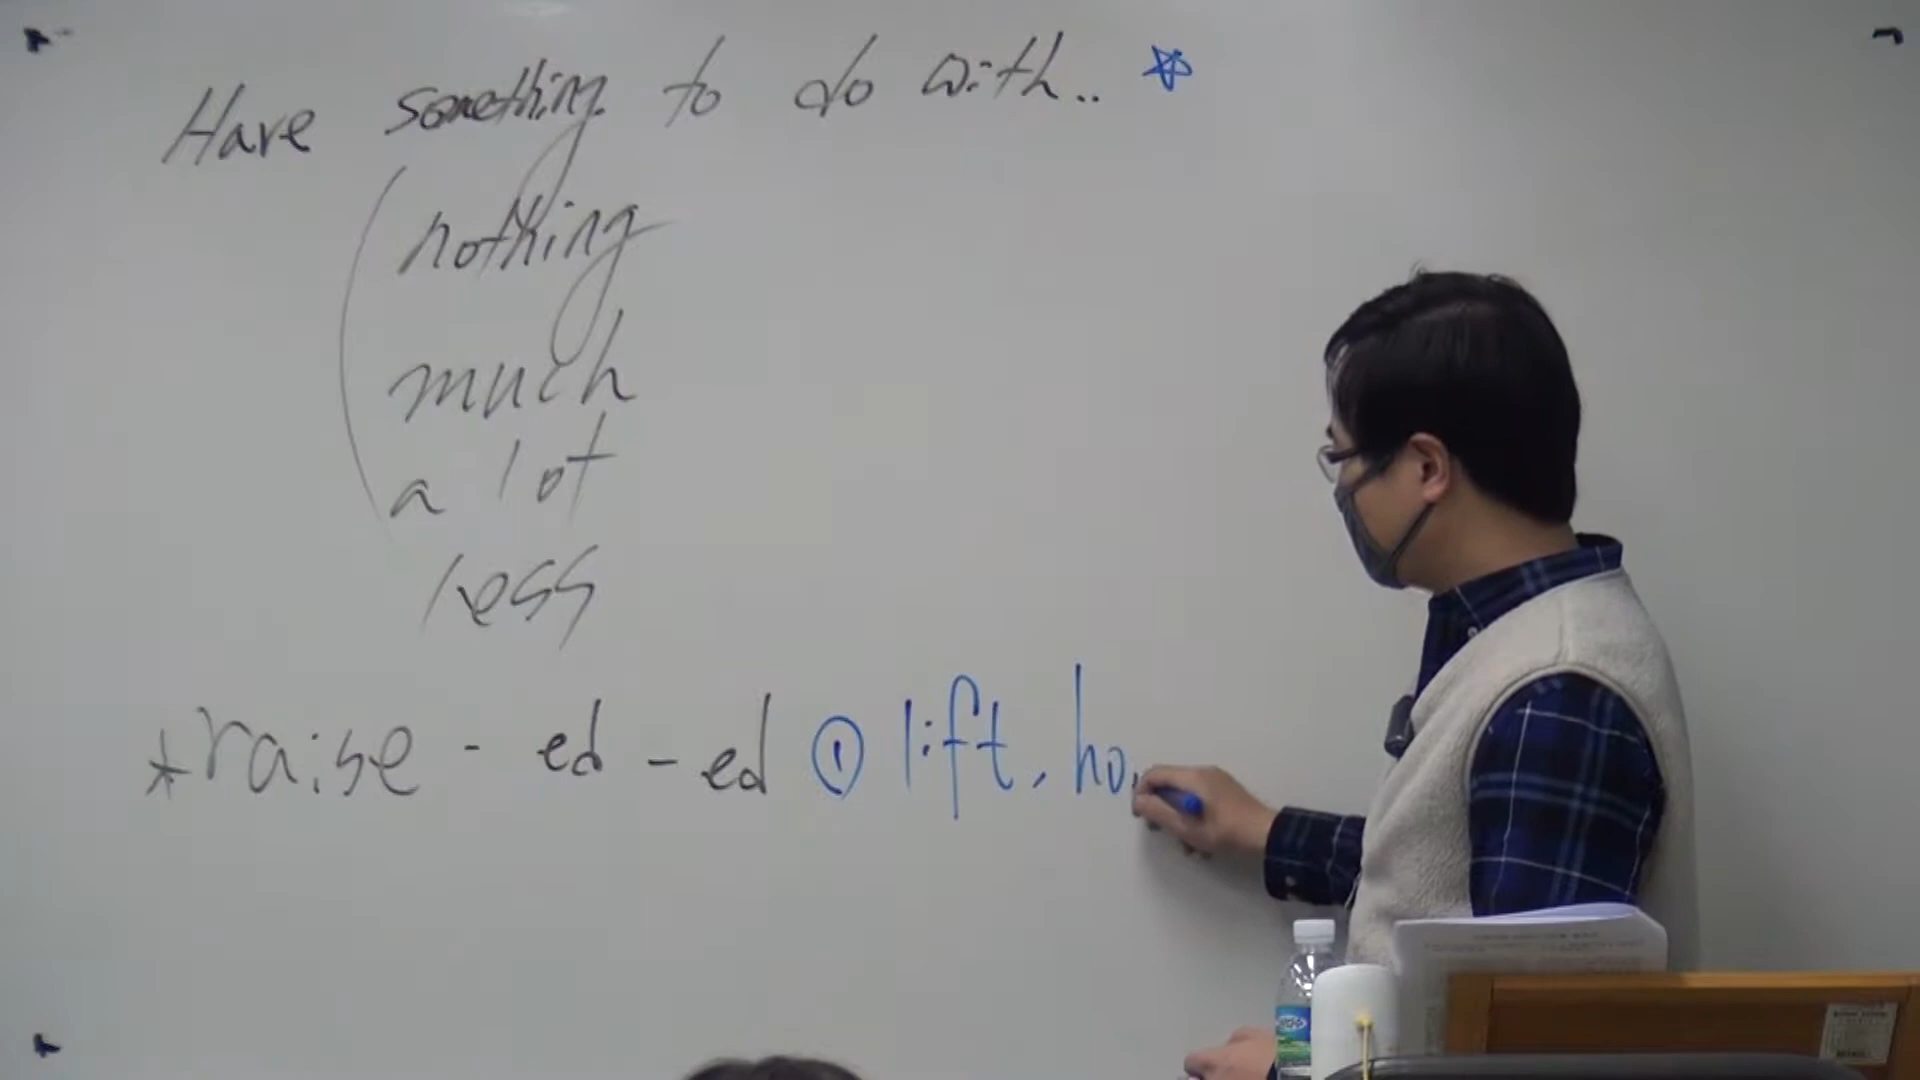 Have something to do with.. ☆
(nothing
much
a lot
less
*raise - ed - ed ① lift, ho